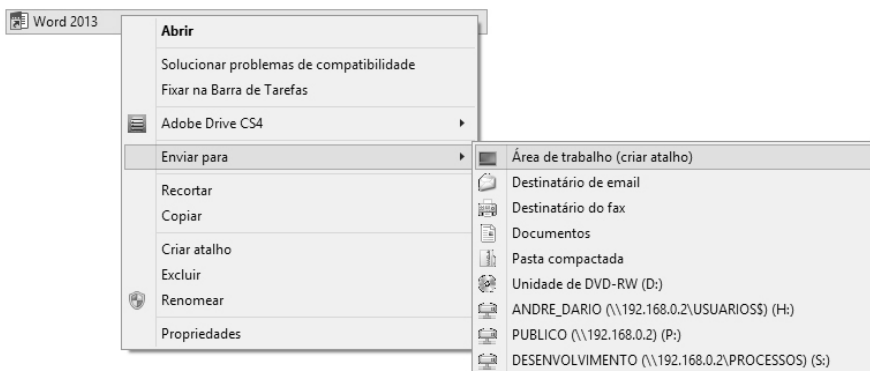 Word 2013
Abrir
Solucionar problemas de compatibilidade
Fixar na Barra de Tarefas
Adobe Drive CS4
Enviar para
Recortar
Copiar
Criar atalho
Excluir
Renomear
Propriedades
Área de trabalho (criar atalho)
Destinatário de email
Destinatário do fax
Documentos
Pasta compactada
Unidade de DVD-RW (D:)
ANDRE_DARIO (\\192.168.0.2\USUARIOS$) (H:)
PUBLICO (\\192.168.0.2) (P:)
DESENVOLVIMENTO (\\192.168.0.2\PROCESSOS) (S:)